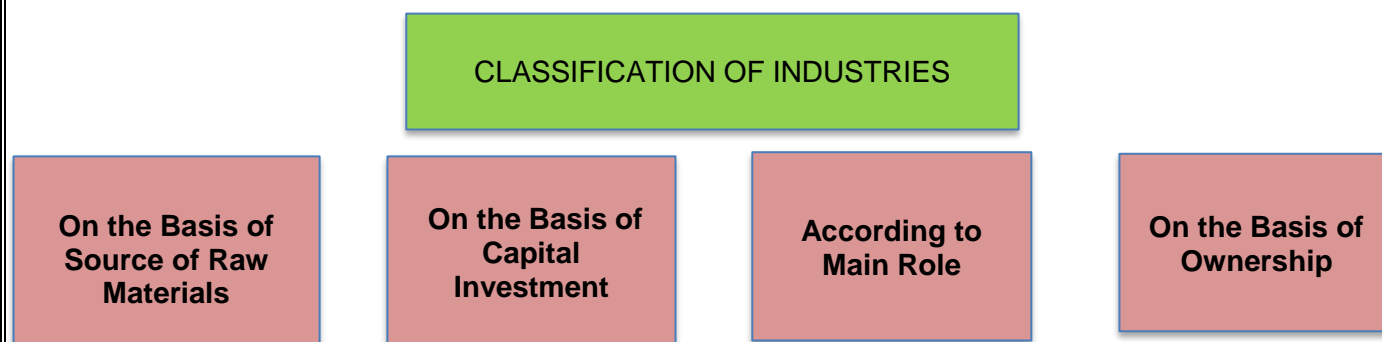 CLASSIFICATION OF INDUSTRIES
On the Basis of
Source of Raw
Materials
On the Basis of
Capital
Investment
According to
Main Role
On the Basis of
Ownership